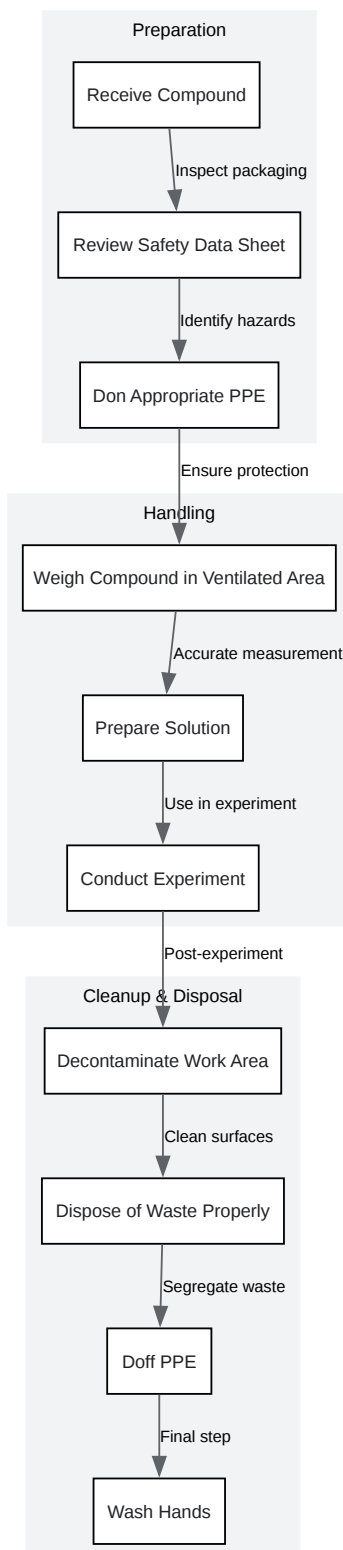 Preparation
Receive Compound
Inspect packaging
Review Safety Data Sheet
Identify hazards
Don Appropriate PPE
Ensure protection
Handling
Weigh Compound in Ventilated Area
Accurate measurement
Prepare Solution
Use in experiment
Conduct Experiment
Post-experiment
Cleanup & Disposal
Decontaminate Work Area
Clean surfaces
Dispose of Waste Properly
Segregate waste
Doff PPE
Final step
Wash Hands